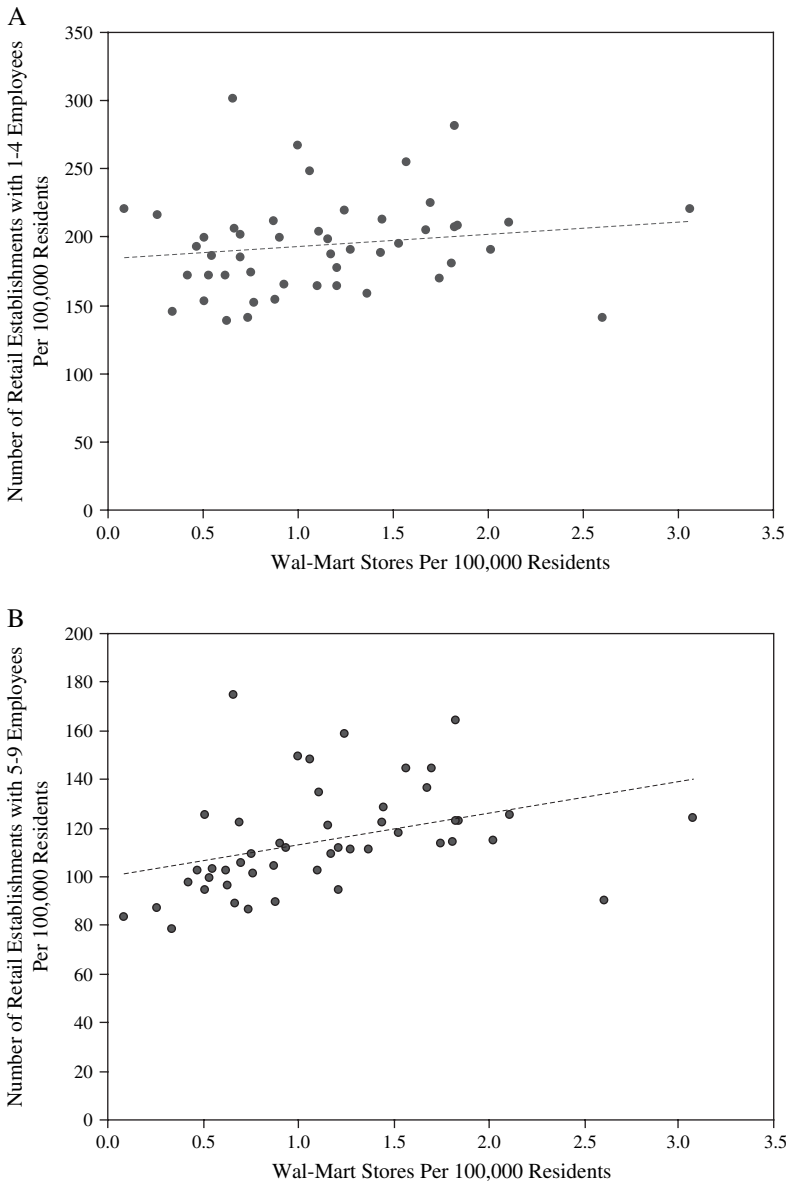 A
Number of Retail Establishments with 1-4 Employees
Per 100,000 Residents
350
300
250
200
150
100
50
0
0.0 0.5 1.0 1.5 2.0 2.5 3.0 3.5
Wal-Mart Stores Per 100,000 Residents
B
Number of Retail Establishments with 5-9 Employees
Per 100,000 Residents
200
180
160
140
120
100
80
60
40
20
0
0.0 0.5 1.0 1.5 2.0 2.5 3.0 3.5
Wal-Mart Stores Per 100,000 Residents